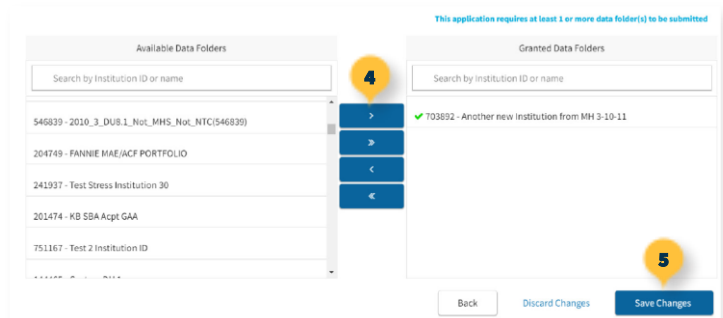 This application requires at least 1 or more data folder(s) to be submitted
Available Data Folders
Granted Data Folders
Search by Institution ID or name
Search by Institution ID or name
4
546839 - 2010_3_DU8.1_Not_MHS_Not_NTC(546839)
>
703892 - Another new Institution from MH 3-10-11
»
204749 - FANNIE MAE/ACF PORTFOLIO
<
241937 - Test Stress Institution 30
«
201474 - KB SBA Acpt GAA
751167 - Test 2 Institution ID
5
Back
Discard Changes
Save Changes